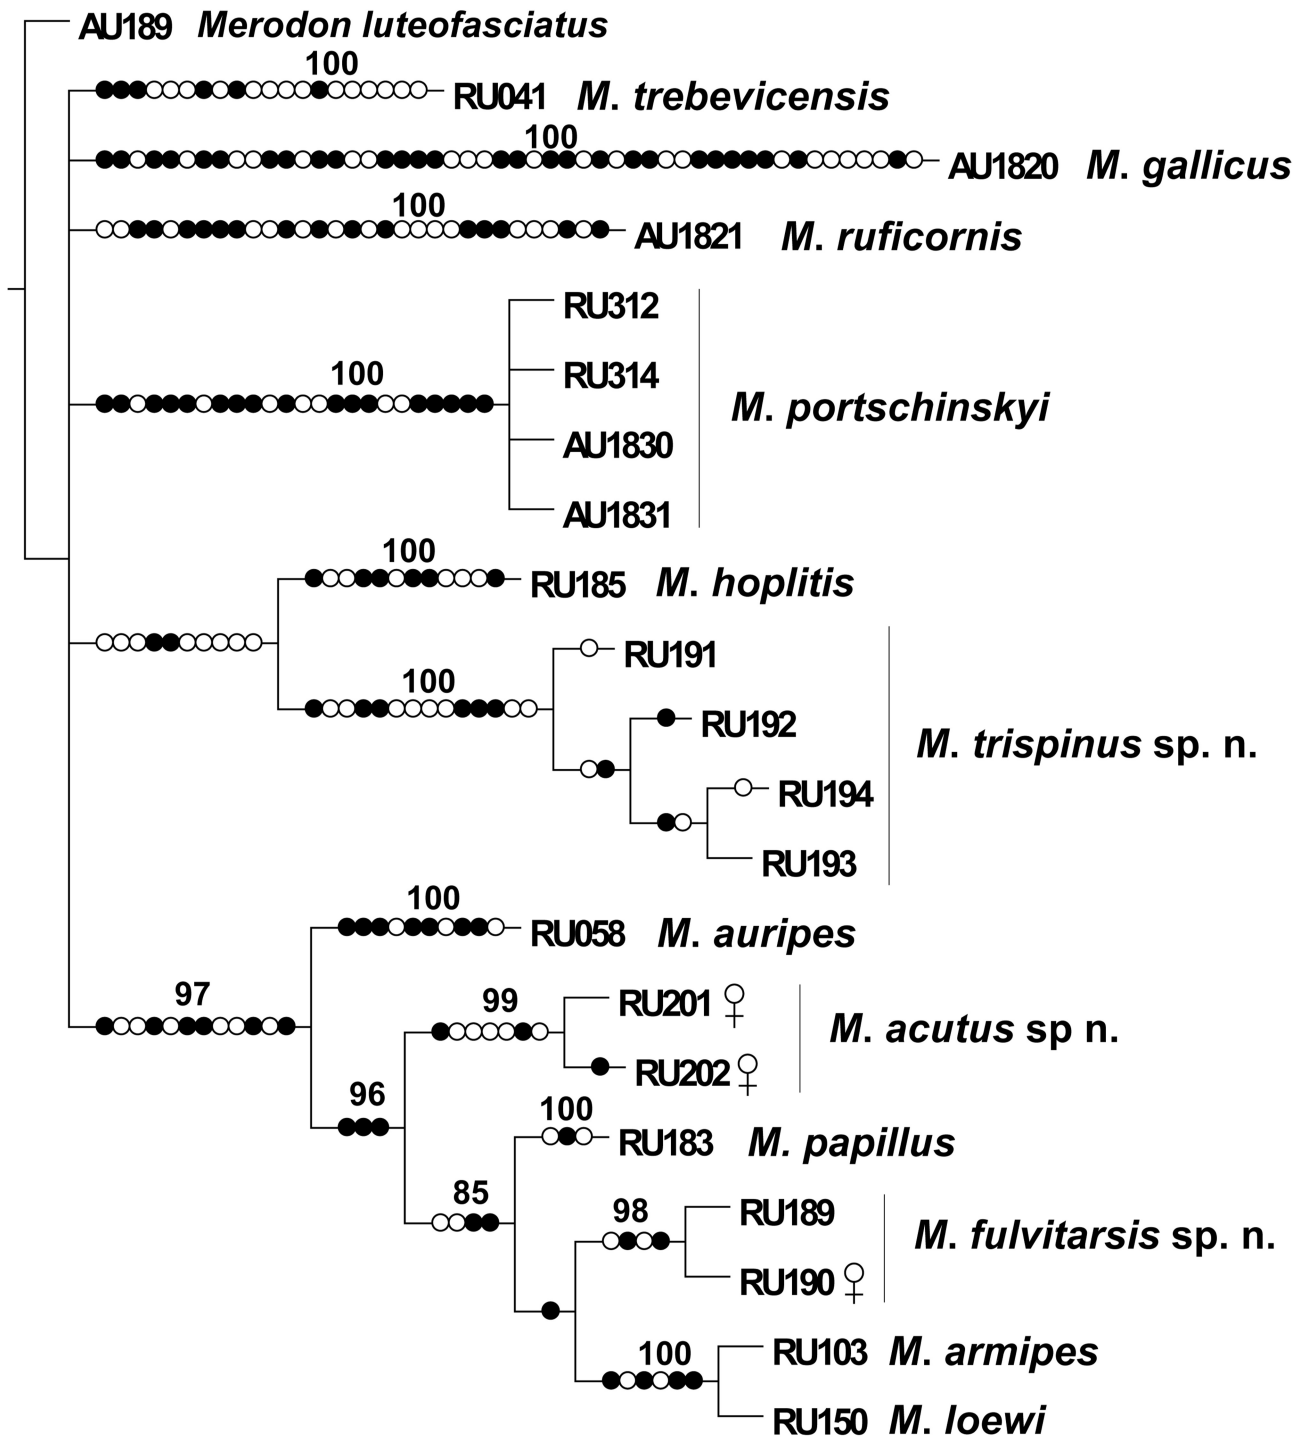 AU189 Merodon luteofasciatus
100
RU041 M. trebevicensis
100
AU1820 M. gallicus
100
AU1821 M. ruficornis
RU312
100
RU314
M. portschinskyi
AU1830
AU1831
100
RU185 M. hoplitis
RU191
100
RU192
M. trispinus sp. n.
RU194
RU193
100
RU058 M. auripes
97
99
RU201 ♀
M. acutus sp n.
RU202 ♀
96
100
RU183 M. papillus
85
98
RU189
M. fulvitarsis sp. n.
RU190 ♀
100
RU103 M. armipes
RU150 M. loewi